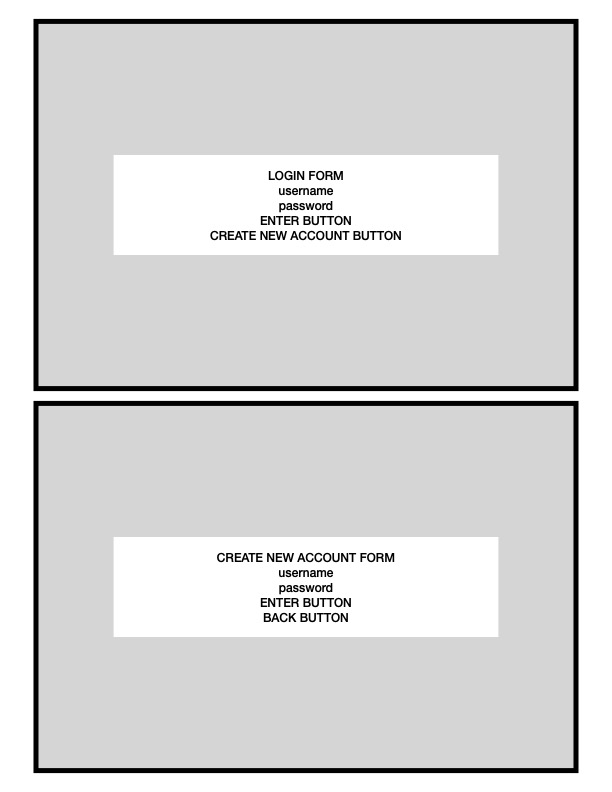 LOGIN FORM
username
password
ENTER BUTTON
CREATE NEW ACCOUNT BUTTON
CREATE NEW ACCOUNT FORM
username
password
ENTER BUTTON
BACK BUTTON